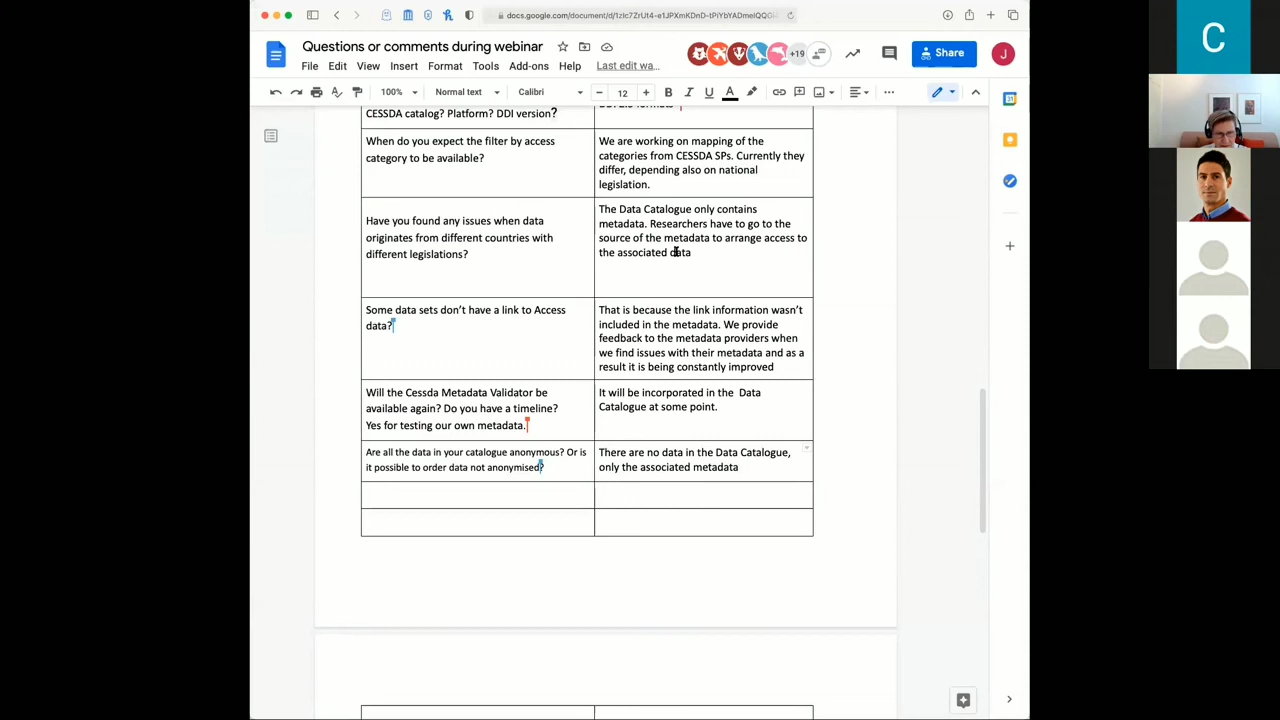 docs.google.com/document/d/1zIc7ZrUt4-e1JPXmKDnD-tPiYbYADmeIQQGi
Questions or comments during webinar
+19
Share
J
File Edit View Insert Format Tools Add-ons Help Last edit wa...
100% Normal text Calibri 12 B I U A
CESSDA catalog? Platform? DDI version?
When do you expect the filter by access
category to be available?
We are working on mapping of the
categories from CESSDA SPs. Currently they
differ, depending also on national
legislation.
Have you found any issues when data
originates from different countries with
different legislations?
The Data Catalogue only contains
metadata. Researchers have to go to the
source of the metadata to arrange access to
the associated data
Some data sets don't have a link to Access
data?
That is because the link information wasn't
included in the metadata. We provide
feedback to the metadata providers when
we find issues with their metadata and as a
result it is being constantly improved
Will the Cessda Metadata Validator be
available again? Do you have a timeline?
Yes for testing our own metadata.
It will be incorporated in the Data
Catalogue at some point.
Are all the data in your catalogue anonymous? Or is
it possible to order data not anonymised?
There are no data in the Data Catalogue,
only the associated metadata
C